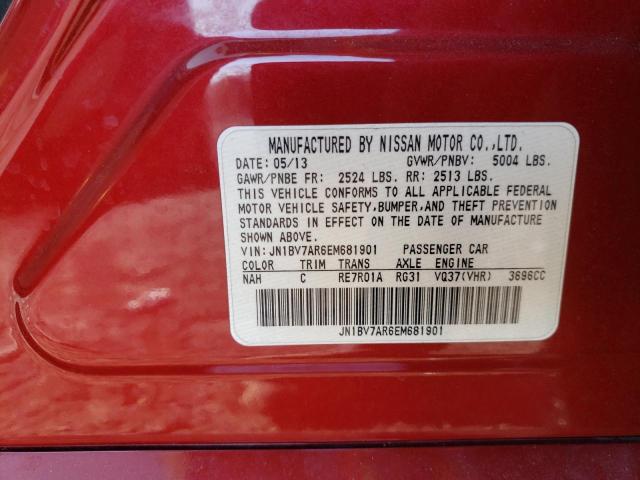 MANUFACTURED BY NISSAN MOTOR CO.,LTD.
DATE: 05/13 GVWR/PNBV: 5004 LBS.
GAWR/PNBE FR: 2524 LBS. RR: 2513 LBS.
THIS VEHICLE CONFORMS TO ALL APPLICABLE FEDERAL
MOTOR VEHICLE SAFETY, BUMPER, AND THEFT PREVENTION
STANDARDS IN EFFECT ON THE DATE OF MANUFACTURE
SHOWN ABOVE.
VIN: JN1BV7AR6EM681901 PASSENGER CAR
COLOR TRIM TRANS AXLE ENGINE
NAH C RE7R01A RG31 VQ37(VHR) 3696CC
JN1BV7AR6EM681901